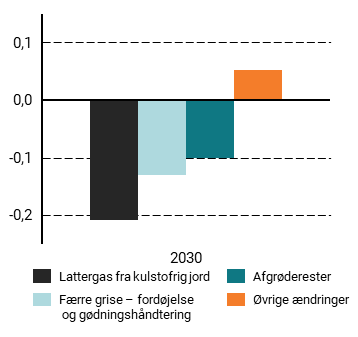 0,1
0,0
-0,1
-0,2
2030
Lattergas fra kulstofrig jord
Færre grise – fordøjelse
og gødningshåndtering
Afgrøderester
Øvrige ændringer